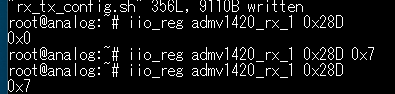 "rx_tx_config.sh" 356L, 9110B written
root@analog:~# iio_reg admv1420_rx_1 0x28D
0x0
root@analog:~# iio_reg admv1420_rx_1 0x28D 0x7
root@analog:~# iio_reg admv1420_rx_1 0x28D
0x7